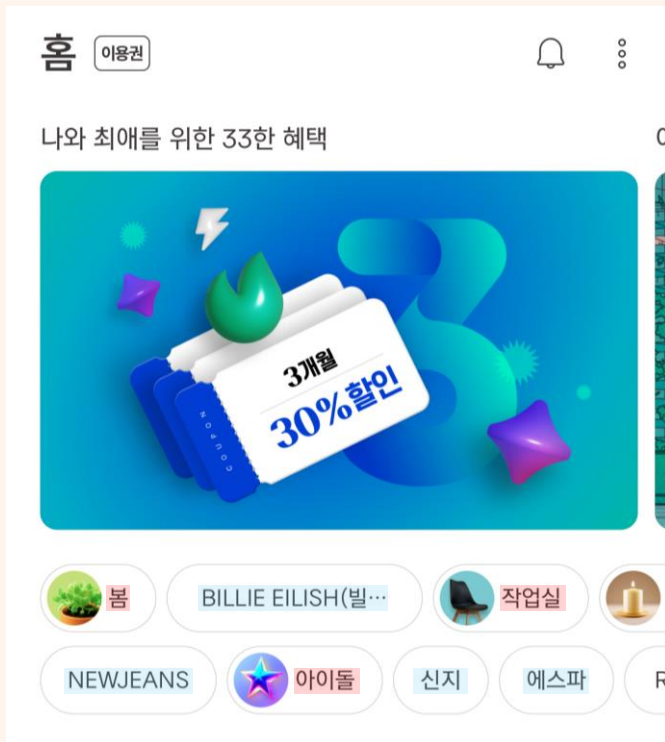 홈 이용권
나와 최애를 위한 33한 혜택
3개월
30%할인
COUPON
봄 BILLIE EILISH(빌··· 작업실
NEWJEANS 아이돌 신지 에스파